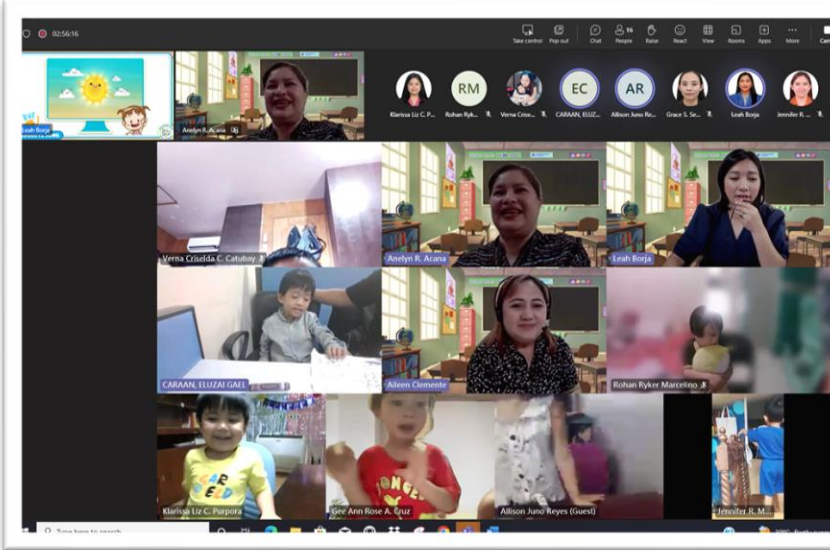 02:56:16
Take control
Pop out
Chat
People
16
Raise
React
View
Rooms
Apps
More
Leah Borja
Anelyn R. Acana
Klarissa Liz C. P...
RM
Rohan Ryk...
Verna Crise...
EC
CARAAN, ELUZ...
AR
Allison Juno Re...
Grace S. Se...
Leah Borja
Jennifer R. ...
Verna Criselda C. Catubay
Anelyn R. Acana
Leah Borja
CARAAN, ELUZAI GAEL
Aileen Clemente
Rohan Ryker Marcelino
Klarissa Liz C. Purpora
Gee Ann Rose A. Cruz
Allison Juno Reyes (Guest)
Jennifer R. M...
Type here to search